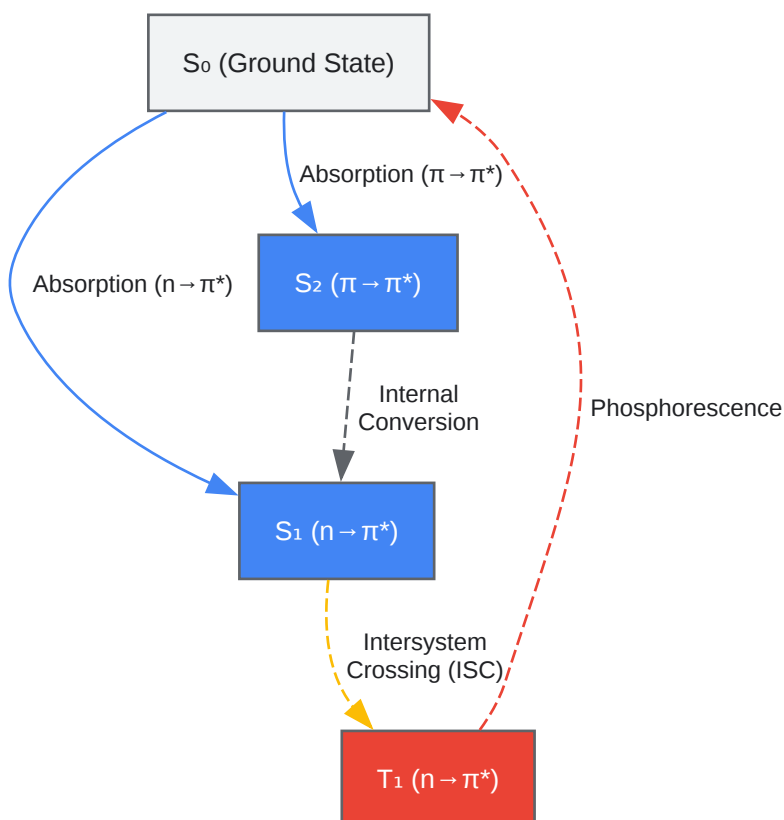 S₀ (Ground State)
Absorption (π→π*)
Absorption (n→π*)
S₂ (π→π*)
Internal
Conversion
Phosphorescence
S₁ (n→π*)
Intersystem
Crossing (ISC)
T₁ (n→π*)